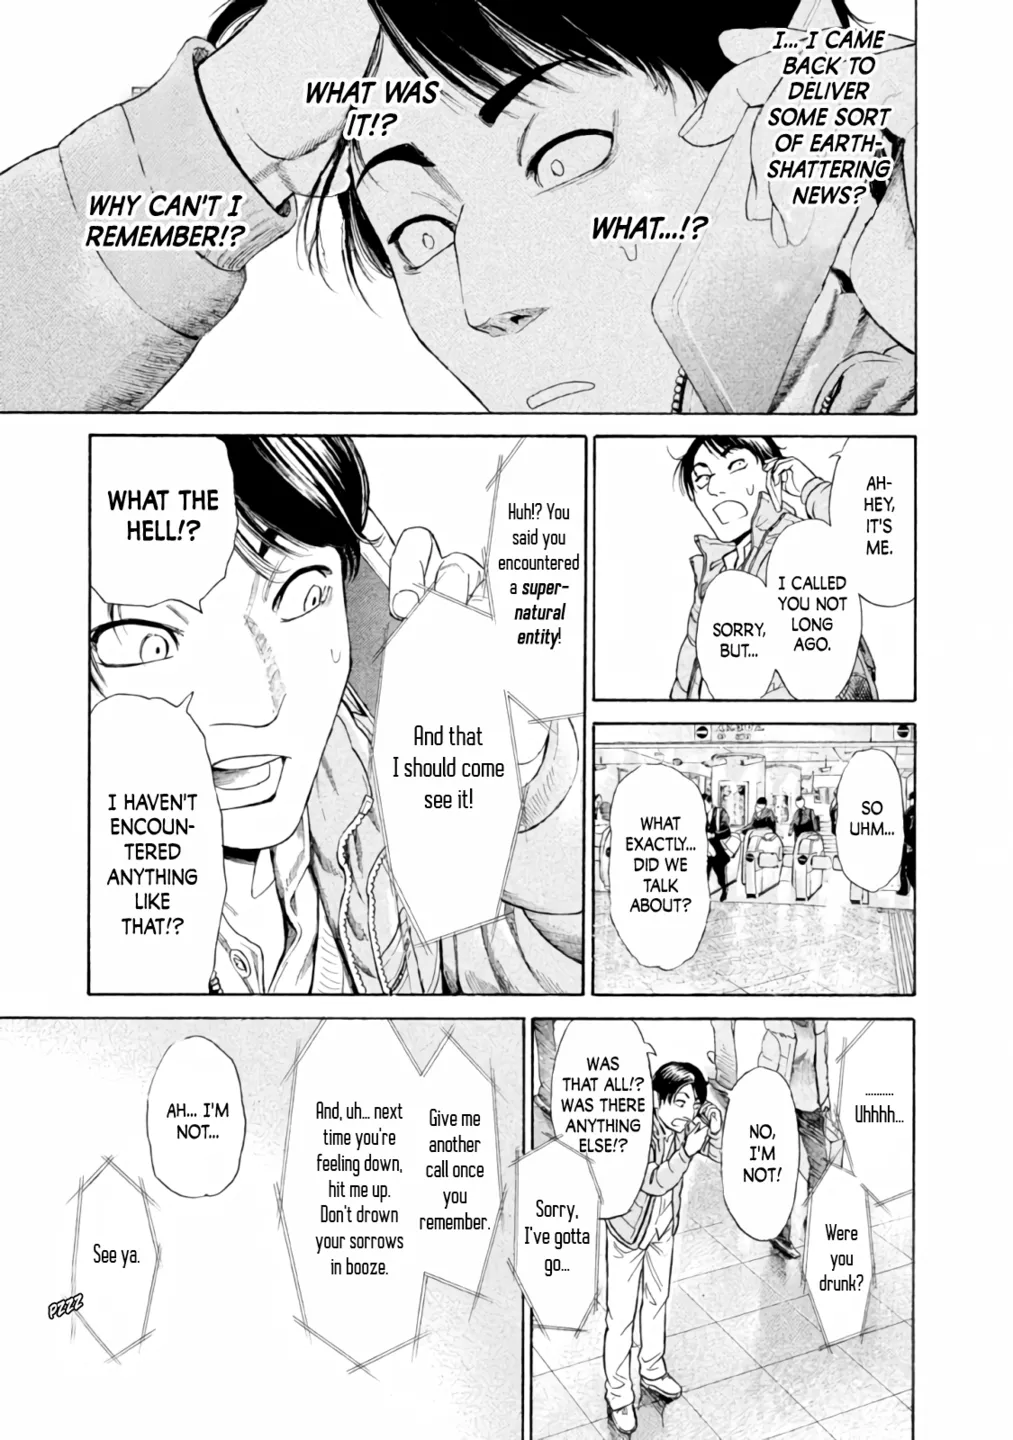 I... I CAME
BACK TO
DELIVER
SOME SORT
OF EARTH-
SHATTERING
NEWS?
WHAT...!?
WHAT WAS
IT!?
WHY CAN'T I
REMEMBER!?
AH-
HEY,
IT'S
ME.
I CALLED
YOU NOT
LONG
AGO.
SORRY,
BUT...
SO
UHM...
WHAT
EXACTLY...
DID WE
TALK
ABOUT?
Huh!? You
said you
encountered
a super-
natural
entity!
And that
I should come
see it!
WHAT THE
HELL!?
I HAVEN'T
ENCOUN-
TERED
ANYTHING
LIKE
THAT!?
..........
Uhhhh...
Were
you
drunk?
NO,
I'M
NOT!
WAS
THAT ALL!?
WAS THERE
ANYTHING
ELSE!?
Sorry,
I've gotta
go...
Give me
another
call once
you
remember.
And, uh... next
time you're
feeling down,
hit me up.
Don't drown
your sorrows
in booze.
AH... I'M
NOT...
See ya.
PZZZ